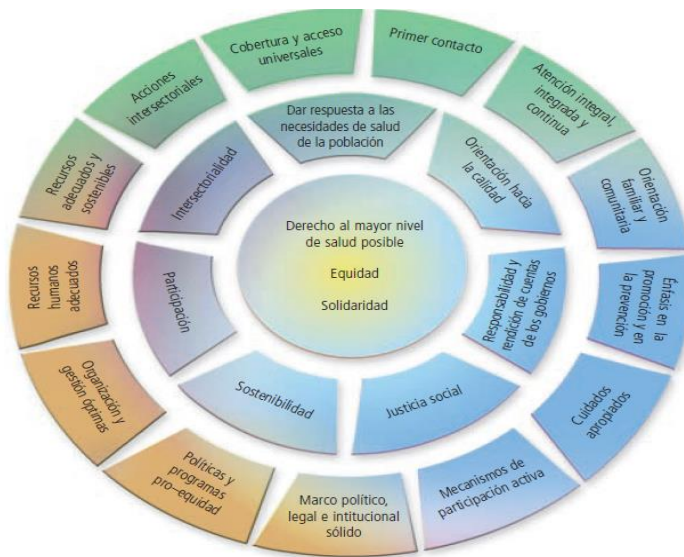 Cobertura y acceso
universales
Primer contacto
Atención integral,
integrada y
continua
Orientación
familiar y
comunitaria
Énfasis en la
promoción y en
la prevención
Cuidados
apropiados
Mecanismos de
participación activa
Marco político,
legal e intitucional
sólido
Políticas y
programas
pro-equidad
Organización y
gestión óptimas
Recursos
humanos
adecuados
Recursos
adecuados y
sostenibles
Acciones
intersectoriales
Dar respuesta a las
necesidades de salud
de la población
Orientación hacia
la calidad
Responsabilidad y
rendición de cuentas
de los gobiernos
Justicia social
Sostenibilidad
Participación
Intersectorialidad
Derecho al mayor nivel
de salud posible
Equidad
Solidaridad